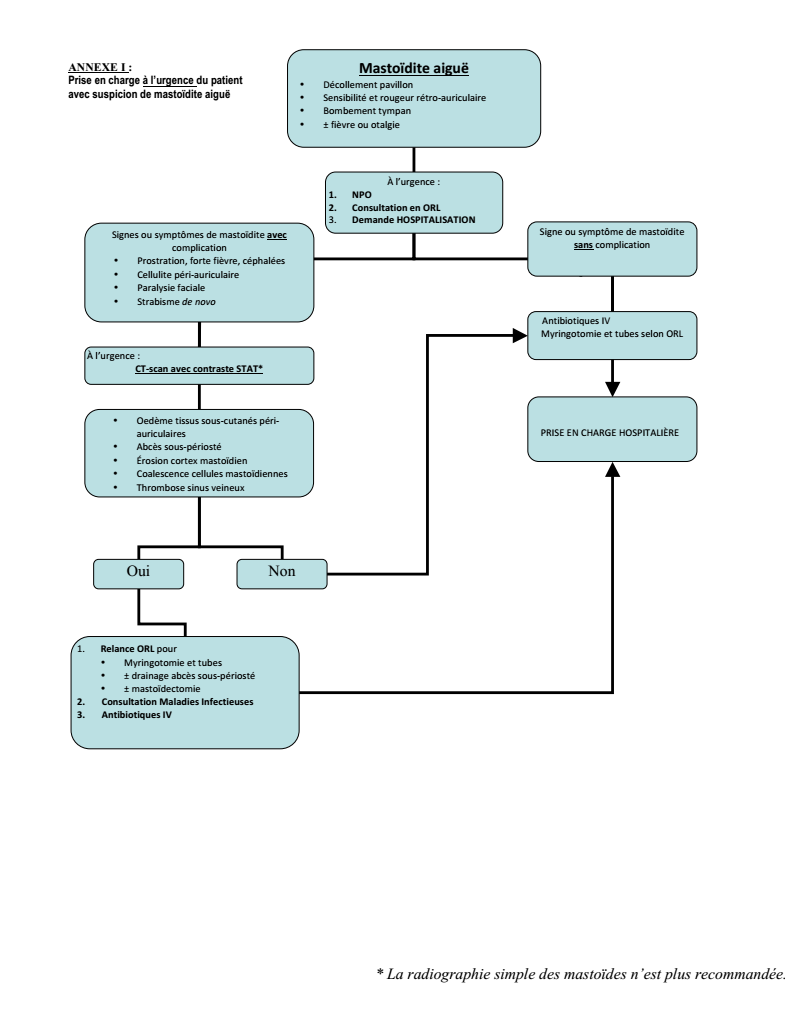 ANNEXE I :
Prise en charge à l'urgence du patient
avec suspicion de mastoïdite aiguë
Mastoïdite aiguë
• Décollement pavillon
• Sensibilité et rougeur rétro-auriculaire
• Bombement tympan
• ± fièvre ou otalgie
À l'urgence :
1. NPO
2. Consultation en ORL
3. Demande HOSPITALISATION
Signes ou symptômes de mastoïdite avec
complication
• Prostration, forte fièvre, céphalées
• Cellulite péri-auriculaire
• Paralysie faciale
• Strabisme de novo
Signe ou symptôme de mastoïdite
sans complication
Antibiotiques IV
Myringotomie et tubes selon ORL
À l'urgence :
CT-scan avec contraste STAT*
PRISE EN CHARGE HOSPITALIÈRE
• Oedème tissus sous-cutanés péri-
auriculaires
• Abcès sous-périosté
• Érosion cortex mastoïdien
• Coalescence cellules mastoïdiennes
• Thrombose sinus veineux
Oui
Non
1. Relance ORL pour
• Myringotomie et tubes
• ± drainage abcès sous-périosté
• ± mastoïdectomie
2. Consultation Maladies Infectieuses
3. Antibiotiques IV
* La radiographie simple des mastoïdes n'est plus recommandée.